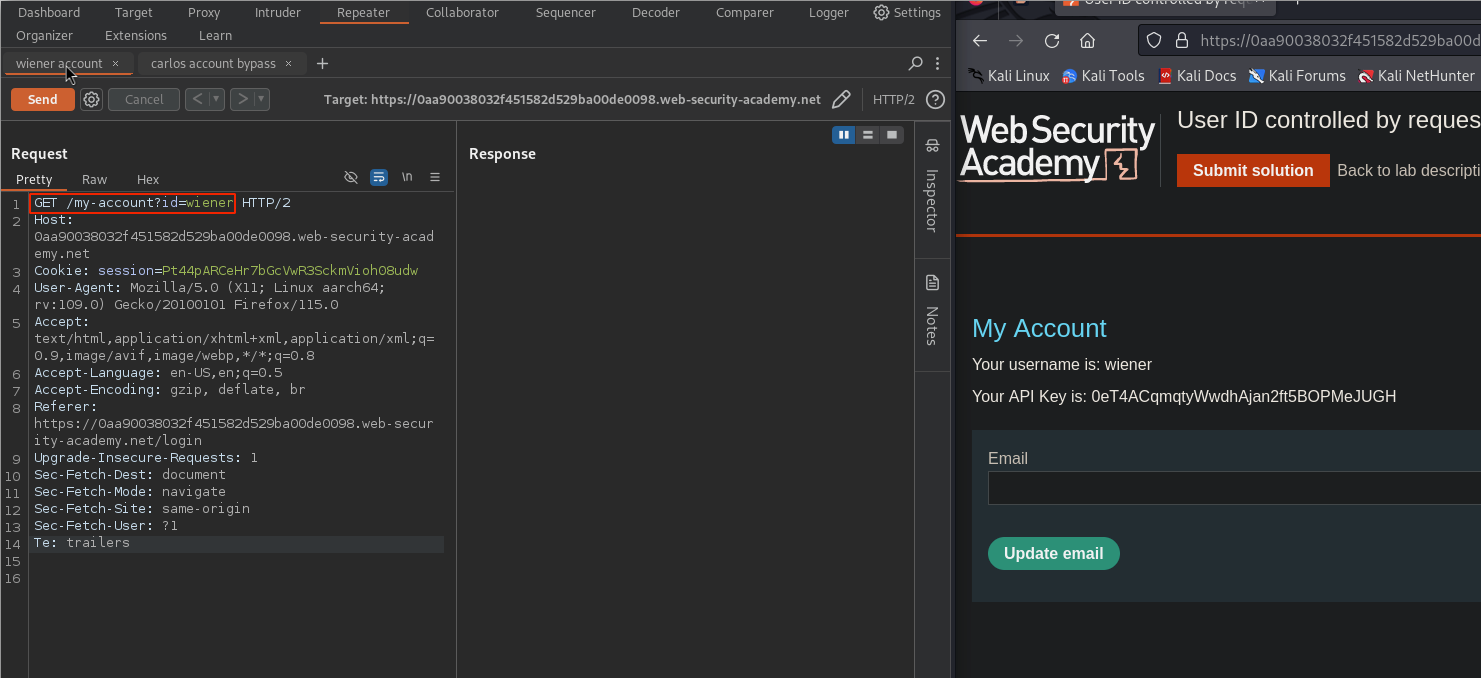 Dashboard Target Proxy Intruder Repeater Collaborator Sequencer Decoder Comparer Logger Settings
Organizer Extensions Learn
wiener account × carlos account bypass × +
Send Cancel < > Target: https://0aa90038032f451582d529ba00de0098.web-security-academy.net HTTP/2 ?
Request
Pretty Raw Hex \n
1 GET /my-account?id=wiener HTTP/2
2 Host:
0aa90038032f451582d529ba00de0098.web-security-acad
emy.net
3 Cookie: session=Pt44pARCeHr7bGcVwR3SckmVioh08udw
4 User-Agent: Mozilla/5.0 (X11; Linux aarch64;
rv:109.0) Gecko/20100101 Firefox/115.0
5 Accept:
text/html,application/xhtml+xml,application/xml;q=
0.9,image/avif,image/webp,*/*;q=0.8
6 Accept-Language: en-US,en;q=0.5
7 Accept-Encoding: gzip, deflate, br
8 Referer:
https://0aa90038032f451582d529ba00de0098.web-secur
ity-academy.net/login
9 Upgrade-Insecure-Requests: 1
10 Sec-Fetch-Dest: document
11 Sec-Fetch-Mode: navigate
12 Sec-Fetch-Site: same-origin
13 Sec-Fetch-User: ?1
14 Te: trailers
15
16
Response
Inspector
Notes
User ID controlled by requ
https://0aa90038032f451582d529ba00d
Kali Linux Kali Tools Kali Docs Kali Forums Kali NetHunter
Web Security
Academy
User ID controlled by reques
Submit solution Back to lab descripti
My Account
Your username is: wiener
Your API Key is: 0eT4ACqmqtyWwdhAjan2ft5BOPMeJUGH
Email
Update email